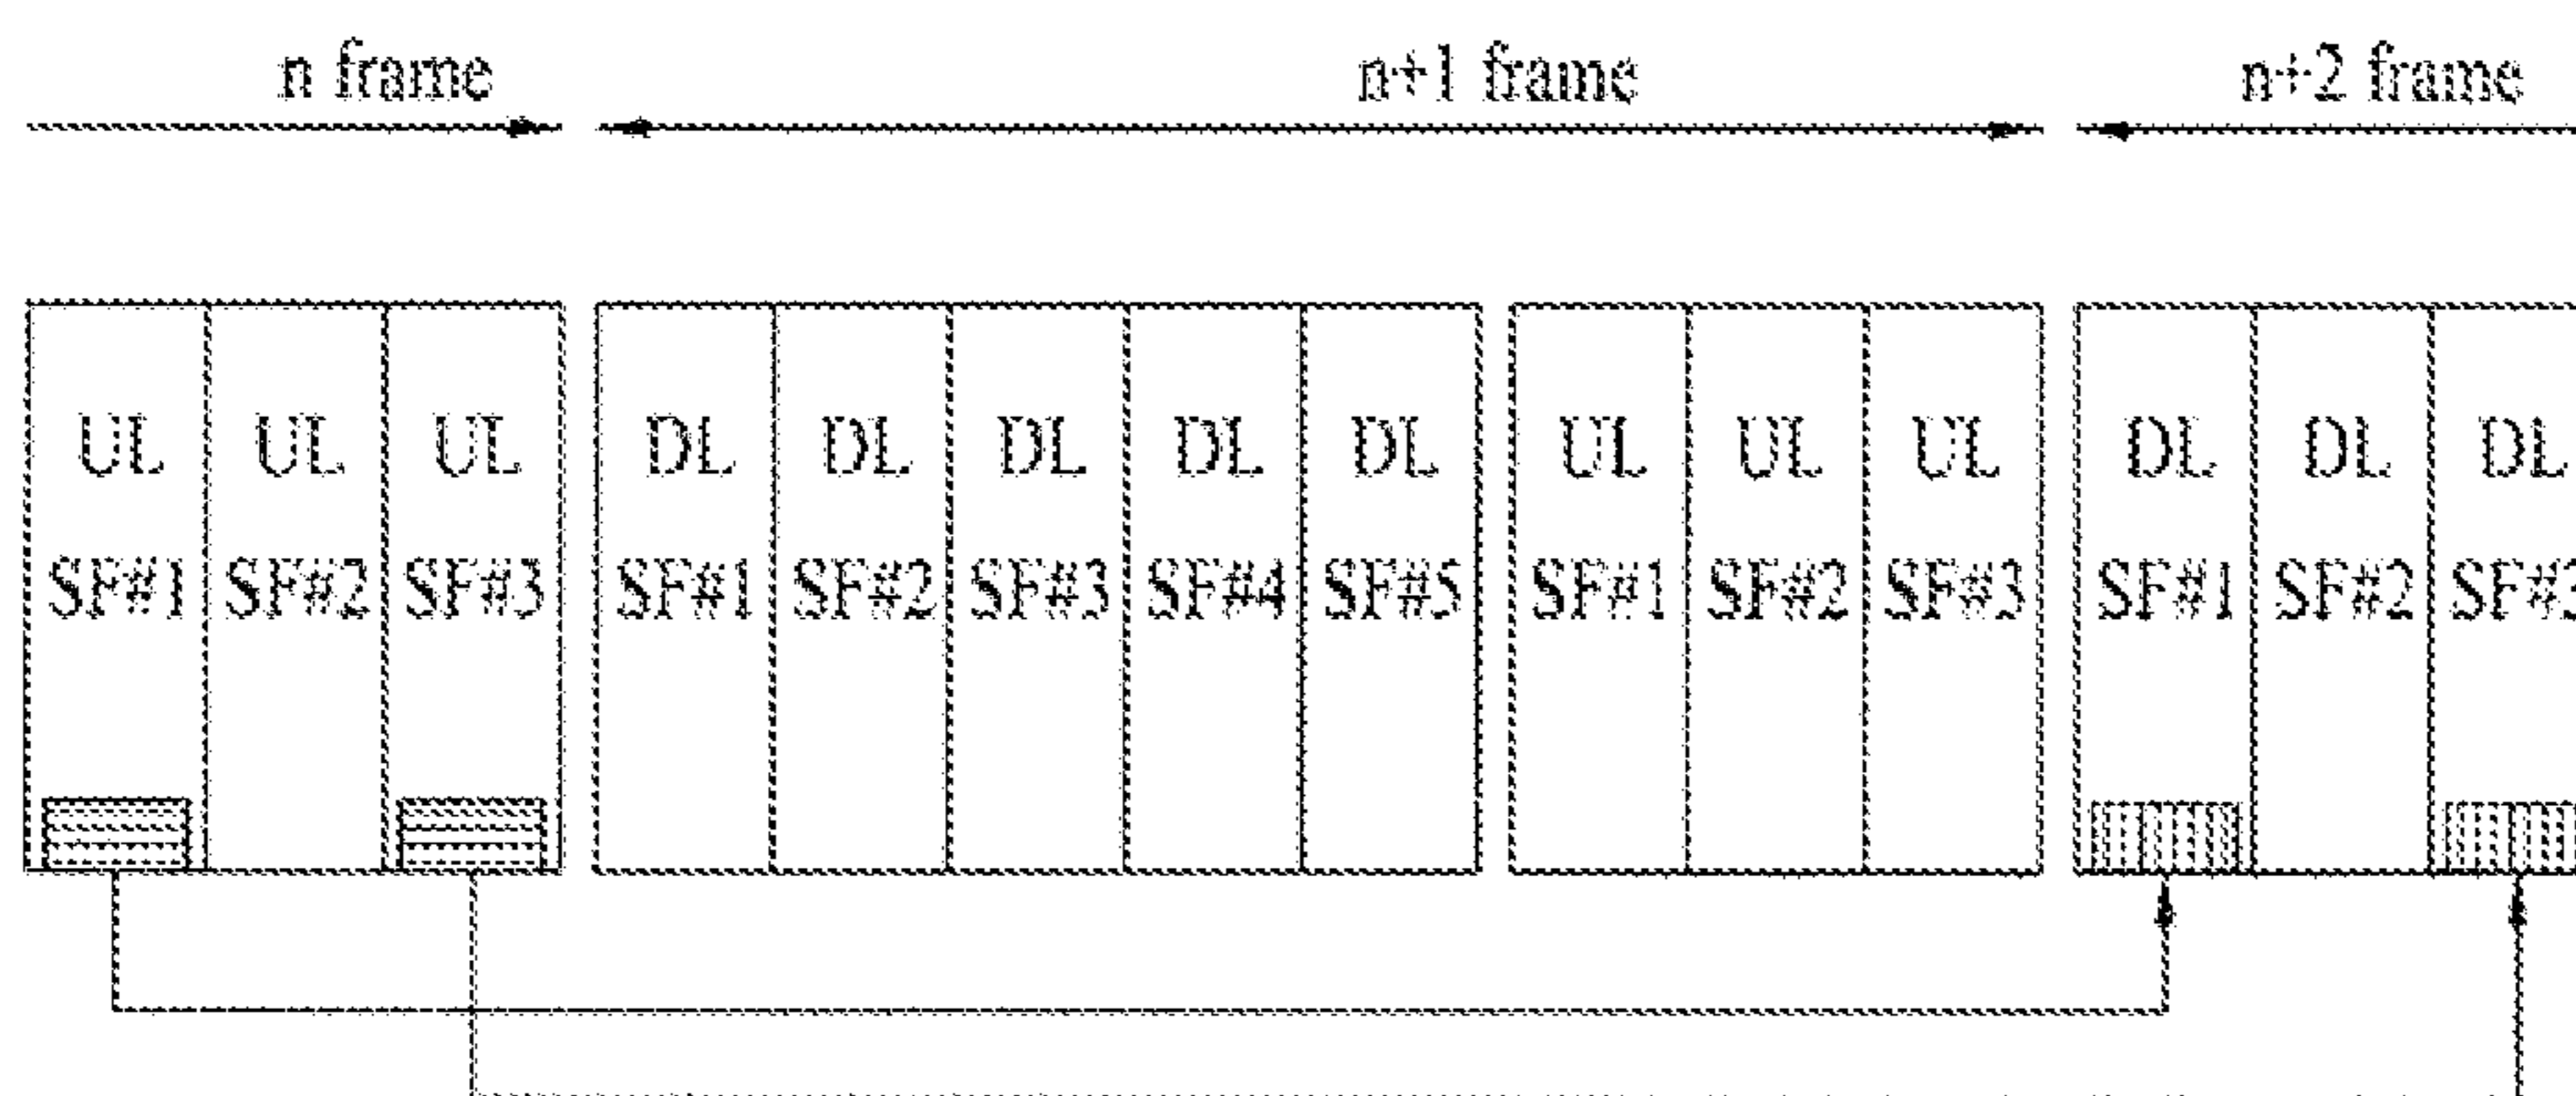 n frame n+1 frame n+2 frame
UL UL UL DL DL DL DL DL UL UL UL DL DL DL
SF#1 SF#2 SF#3 SF#1 SF#2 SF#3 SF#4 SF#5 SF#1 SF#2 SF#3 SF#1 SF#2